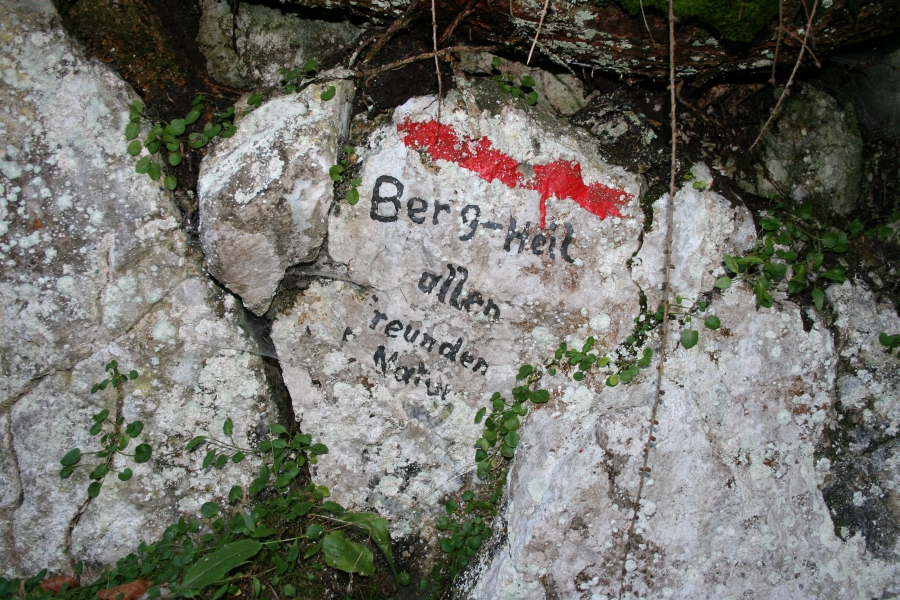 Berg-Heil
allen
reunden
Natur